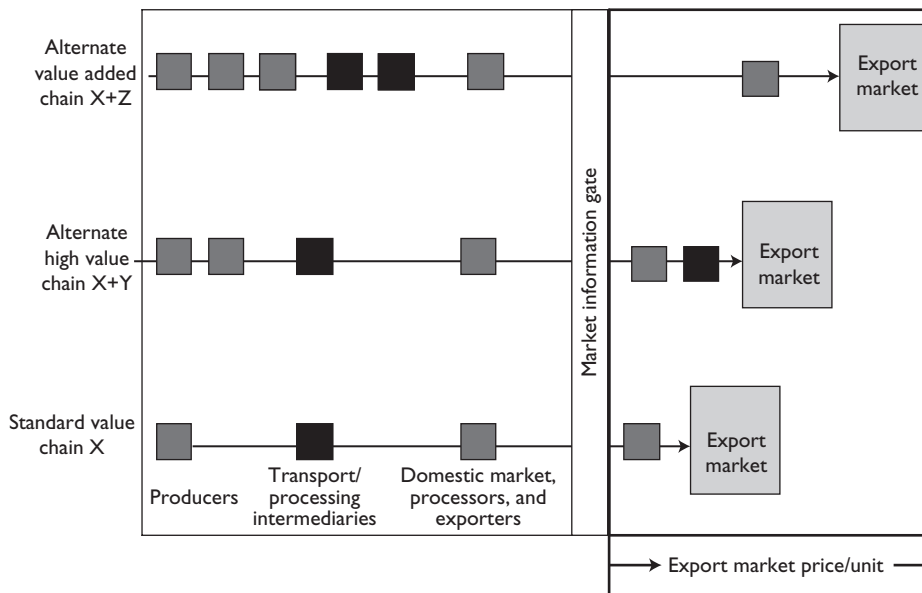 Alternate
value added
chain X+Z
Export
market
Alternate
high value
chain X+Y
Market information gate
Export
market
Standard value
chain X
Export
market
Producers
Transport/
processing
intermediaries
Domestic market,
processors, and
exporters
Export market price/unit